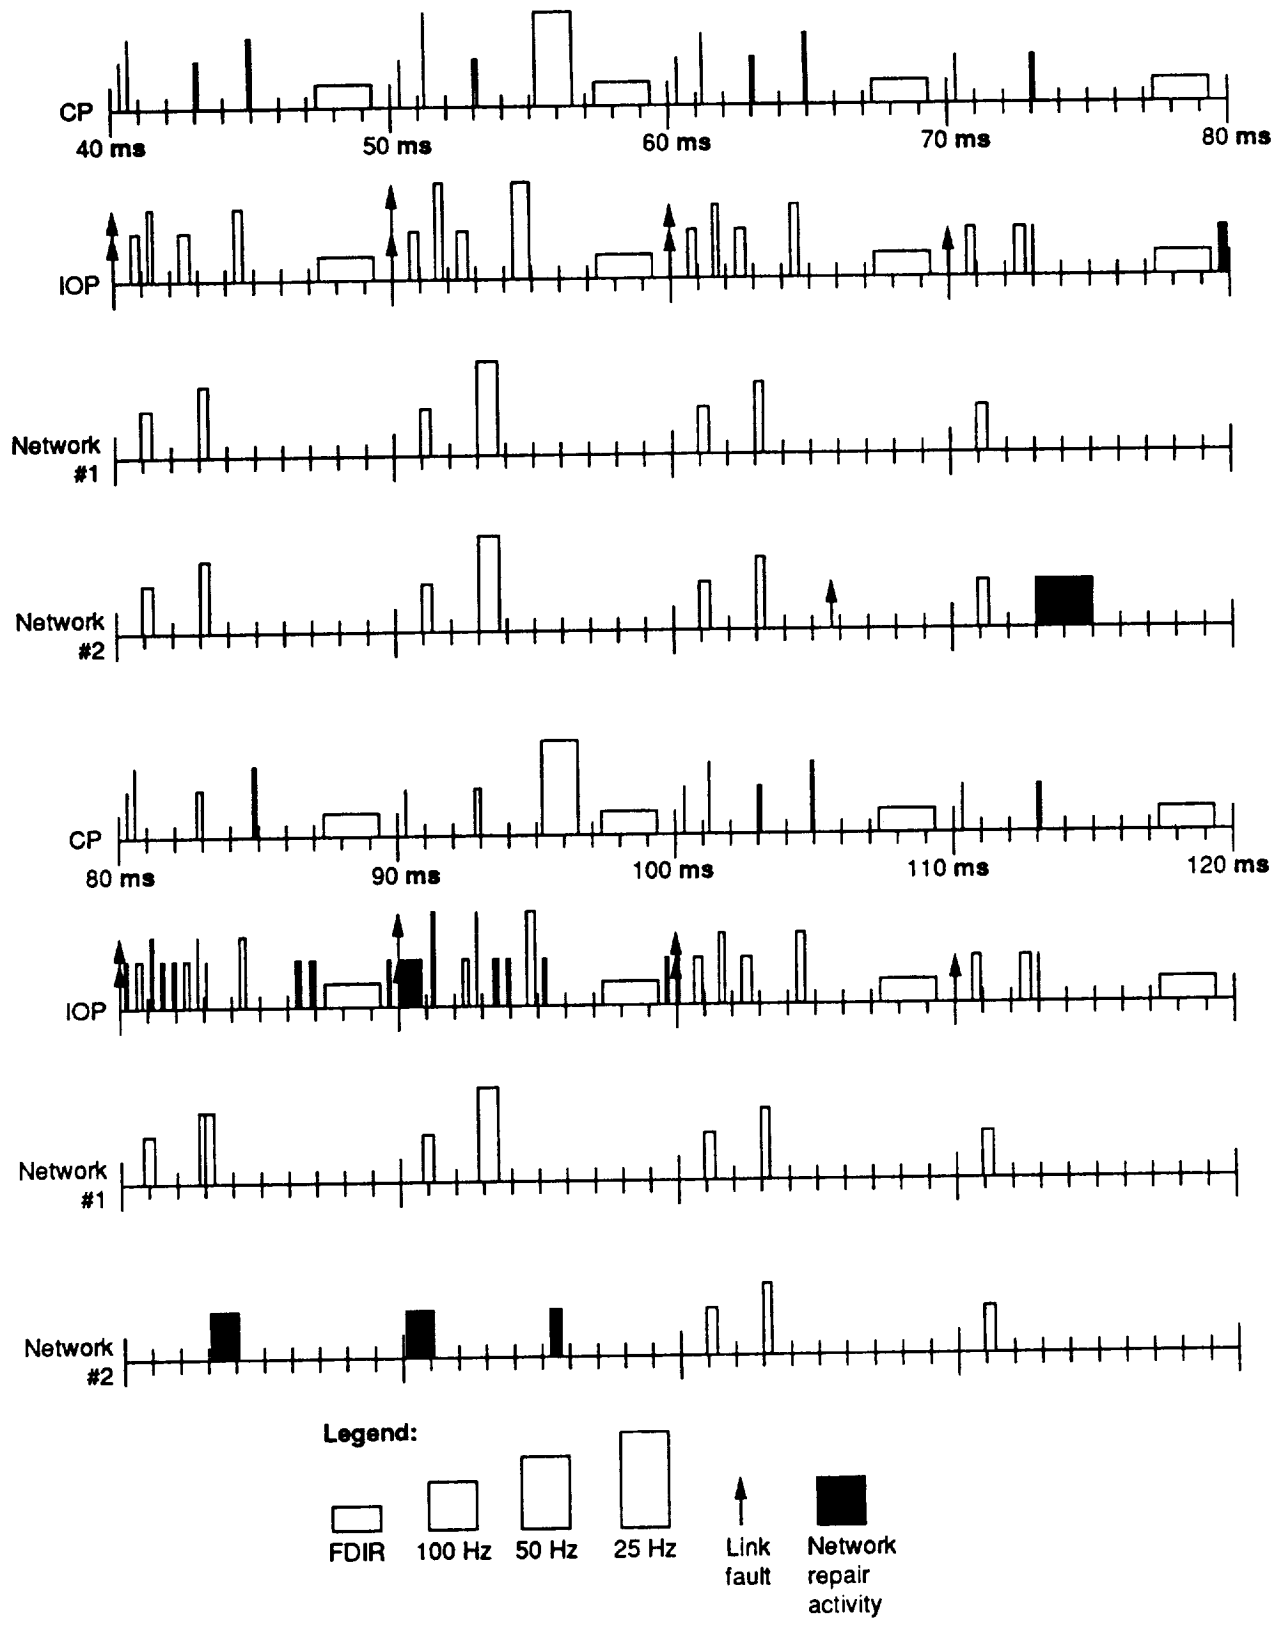 CP
40 ms 50 ms 60 ms 70 ms 80 ms
IOP
Network
#1
Network
#2
CP
80 ms 90 ms 100 ms 110 ms 120 ms
IOP
Network
#1
Network
#2
Legend:
FDIR 100 Hz 50 Hz 25 Hz Link fault Network repair activity